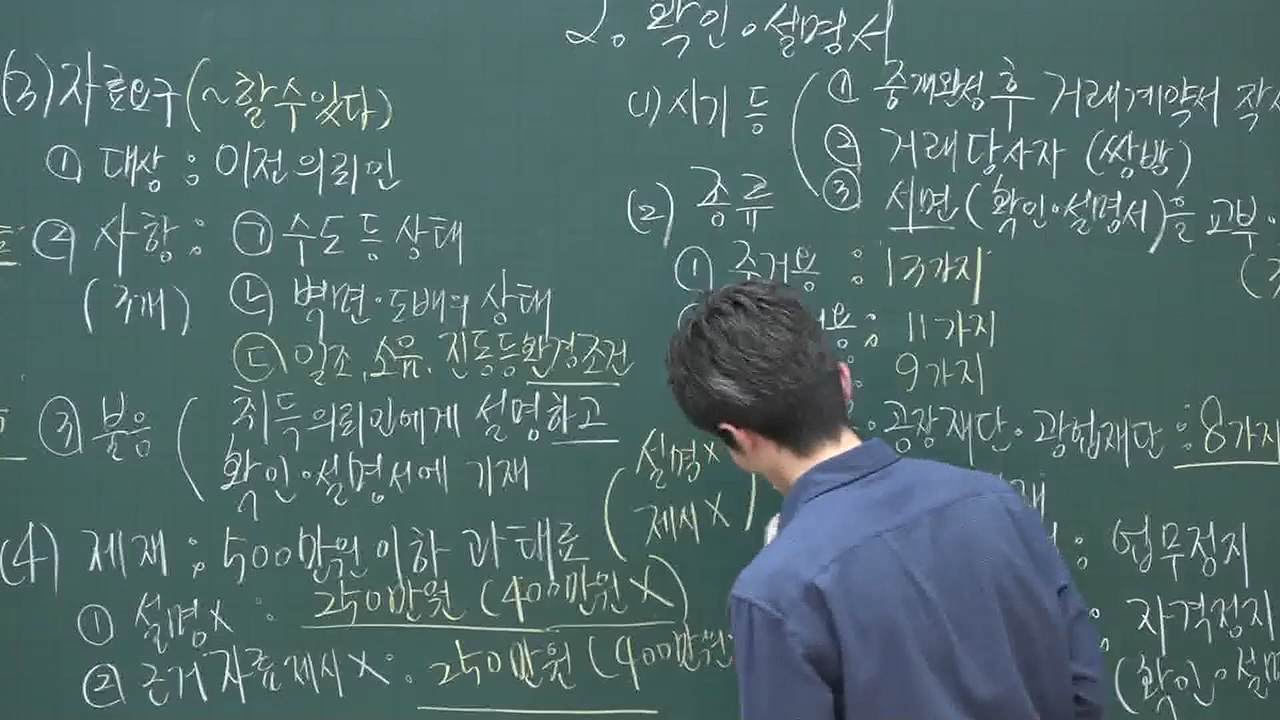 (3) 자료요구 (~할 수 있다)
① 대상 : 이전의뢰인
② 사항 : ㉠ 수도 등 상태
(3개) ㉡ 벽면·도배의 상태
㉢ 일조, 소음, 진동등 환경조건
③ 불응 ( 취득의뢰인에게 설명하고
확인·설명서에 기재
(4) 제재 : 500만원 이하 과태료 ( 설명X
제시X )
① 설명X : 250만원 (400만원X)
② 근거자료제시X : 250만원 (400만원
2. 확인·설명서
(1) 시기 등 ( ① 중개완성 후 거래계약서 작
② 거래당사자 (쌍방)
③ 서면(확인·설명서)을 교부·
(2) 종류
① 주거용 : 13가지
용 : 11가지
9가지
·공장재단·광업재단 : 8가지
: 업무정지
: 자격정지
(확인·설명